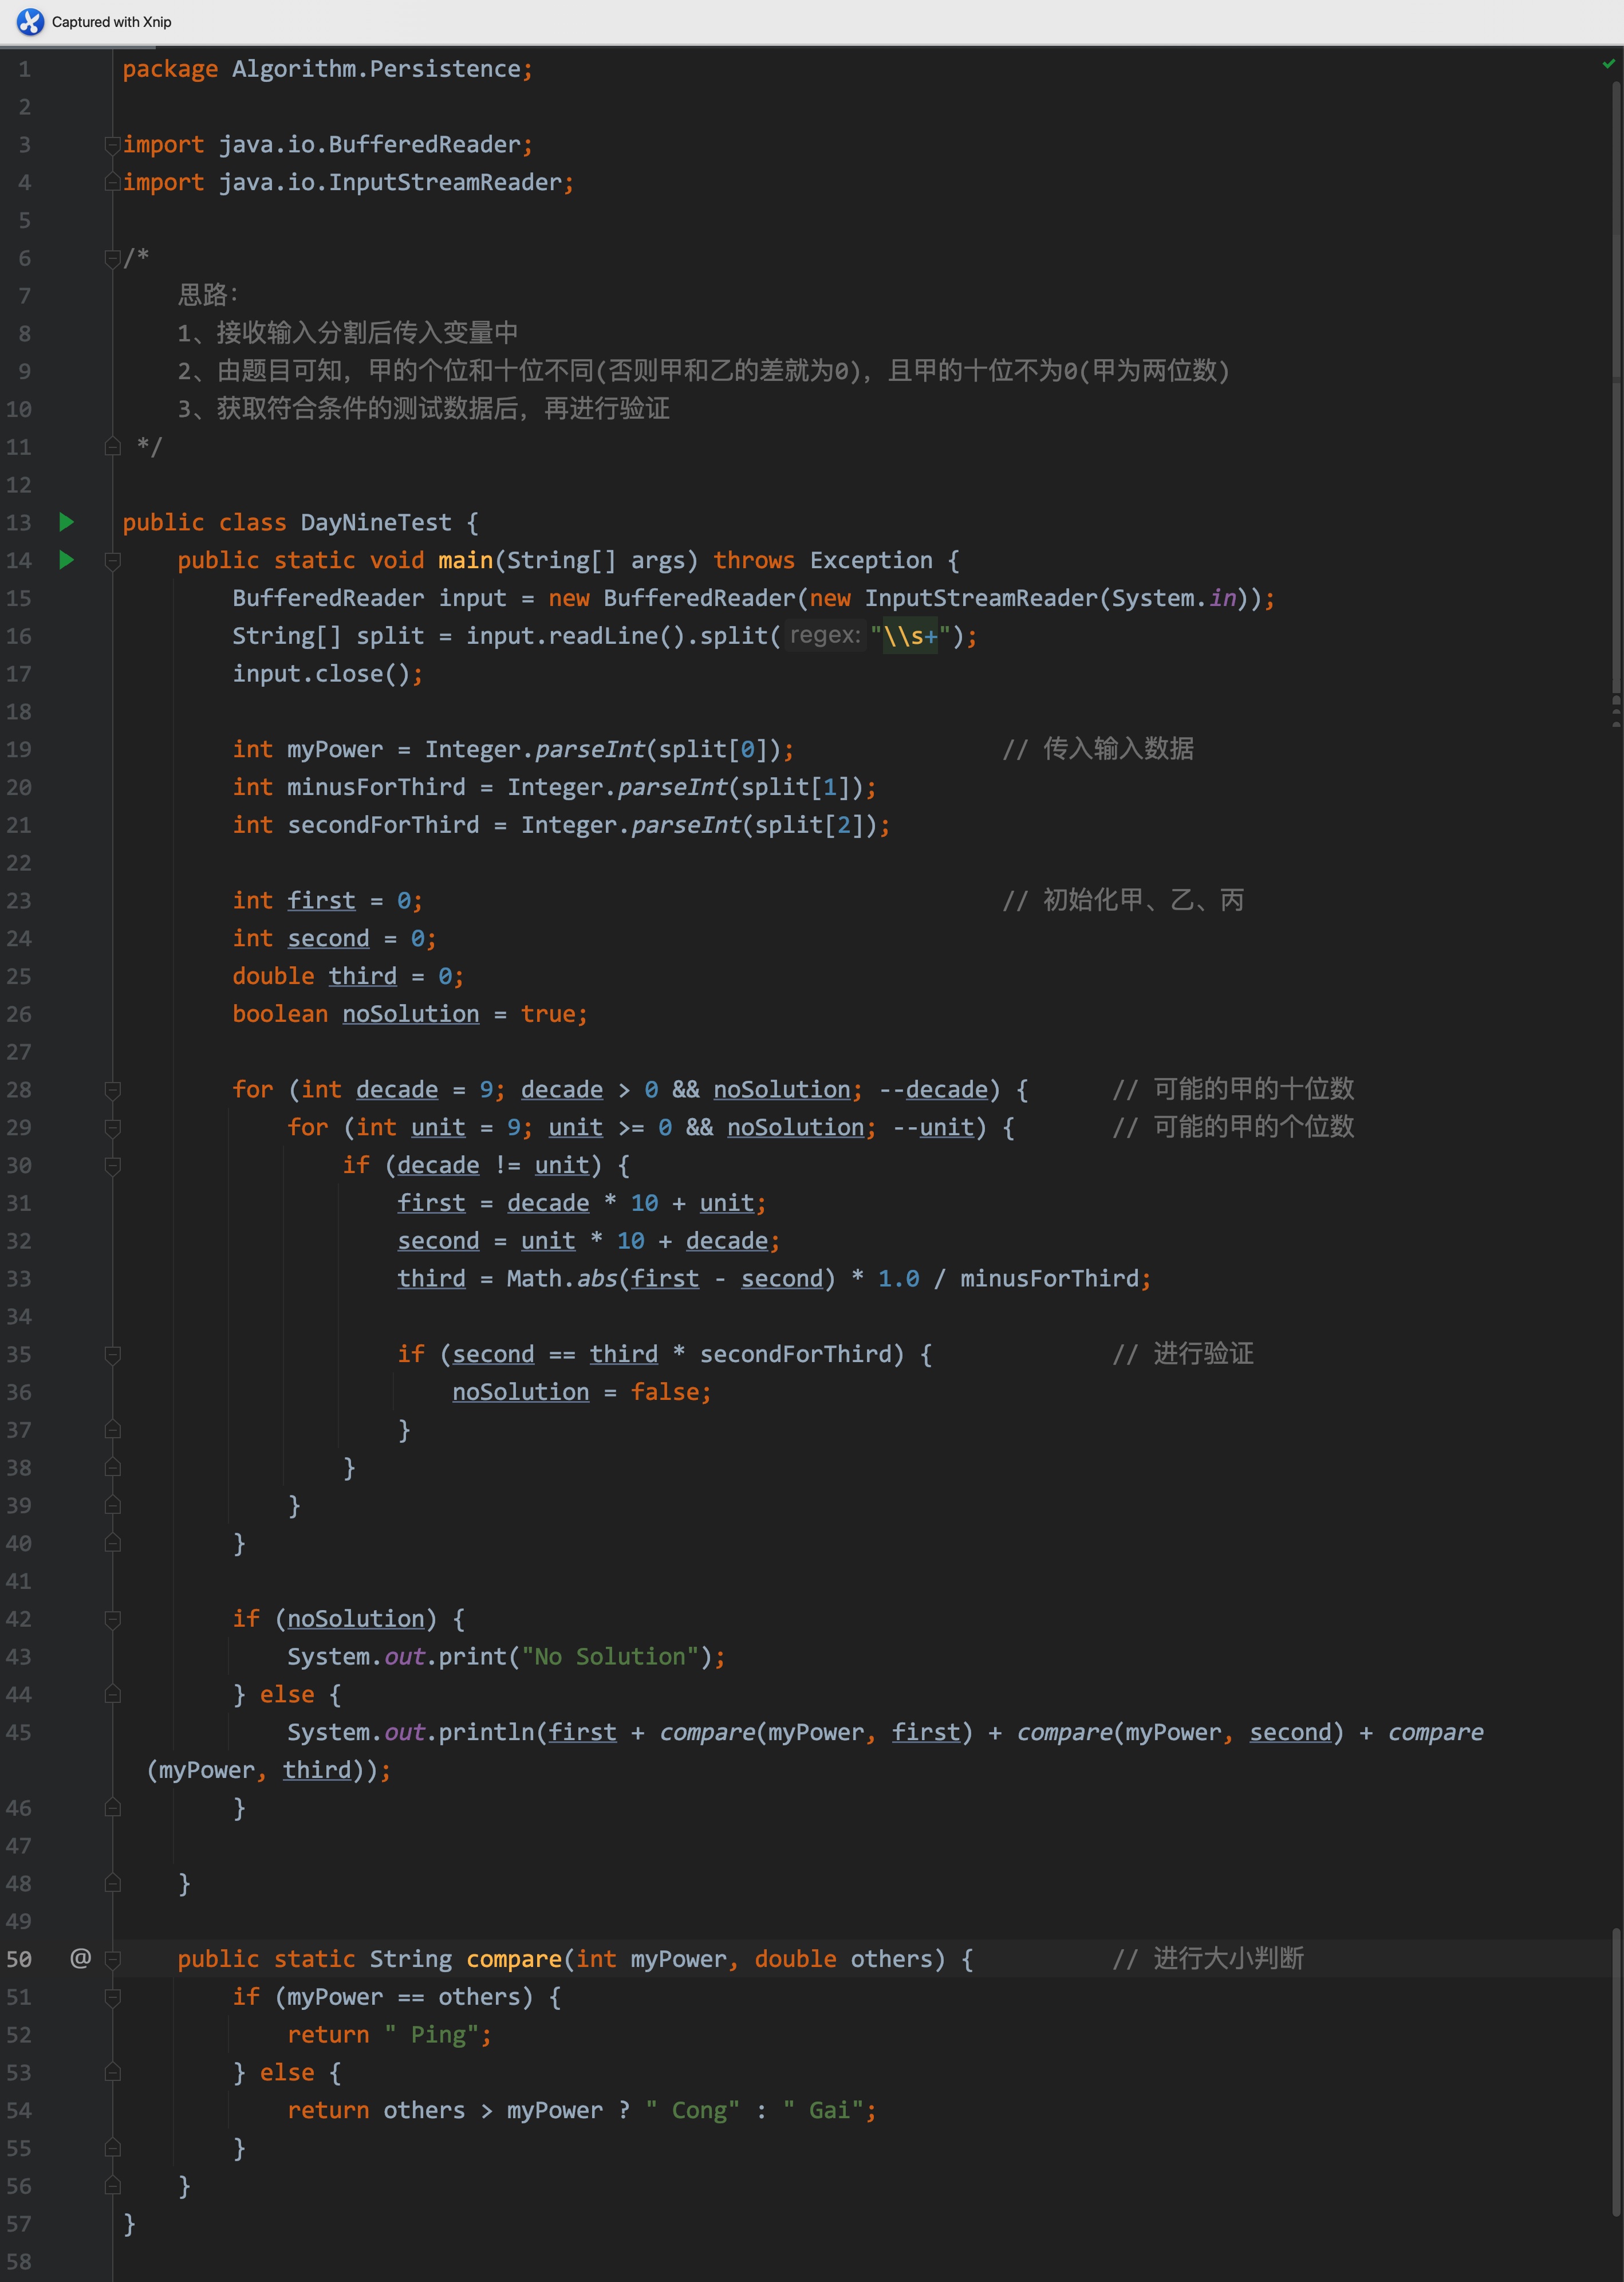 Captured with Xnip
1 package Algorithm.Persistence;
2
3 import java.io.BufferedReader;
4 import java.io.InputStreamReader;
5
6 /*
7 思路：
8 1、接收输入分割后传入变量中
9 2、由题目可知，甲的个位和十位不同(否则甲和乙的差就为0)，且甲的十位不为0(甲为两位数)
10 3、获取符合条件的测试数据后，再进行验证
11 */
12
13 public class DayNineTest {
14 public static void main(String[] args) throws Exception {
15 BufferedReader input = new BufferedReader(new InputStreamReader(System.in));
16 String[] split = input.readLine().split( regex: "\\s+");
17 input.close();
18
19 int myPower = Integer.parseInt(split[0]); // 传入输入数据
20 int minusForThird = Integer.parseInt(split[1]);
21 int secondForThird = Integer.parseInt(split[2]);
22
23 int first = 0; // 初始化甲、乙、丙
24 int second = 0;
25 double third = 0;
26 boolean noSolution = true;
27
28 for (int decade = 9; decade > 0 && noSolution; --decade) { // 可能的甲的十位数
29 for (int unit = 9; unit >= 0 && noSolution; --unit) { // 可能的甲的个位数
30 if (decade != unit) {
31 first = decade * 10 + unit;
32 second = unit * 10 + decade;
33 third = Math.abs(first - second) * 1.0 / minusForThird;
34
35 if (second == third * secondForThird) { // 进行验证
36 noSolution = false;
37 }
38 }
39 }
40 }
41
42 if (noSolution) {
43 System.out.print("No Solution");
44 } else {
45 System.out.println(first + compare(myPower, first) + compare(myPower, second) + compare
(myPower, third));
46 }
47
48 }
49
50 @ public static String compare(int myPower, double others) { // 进行大小判断
51 if (myPower == others) {
52 return " Ping";
53 } else {
54 return others > myPower ? " Cong" : " Gai";
55 }
56 }
57 }
58